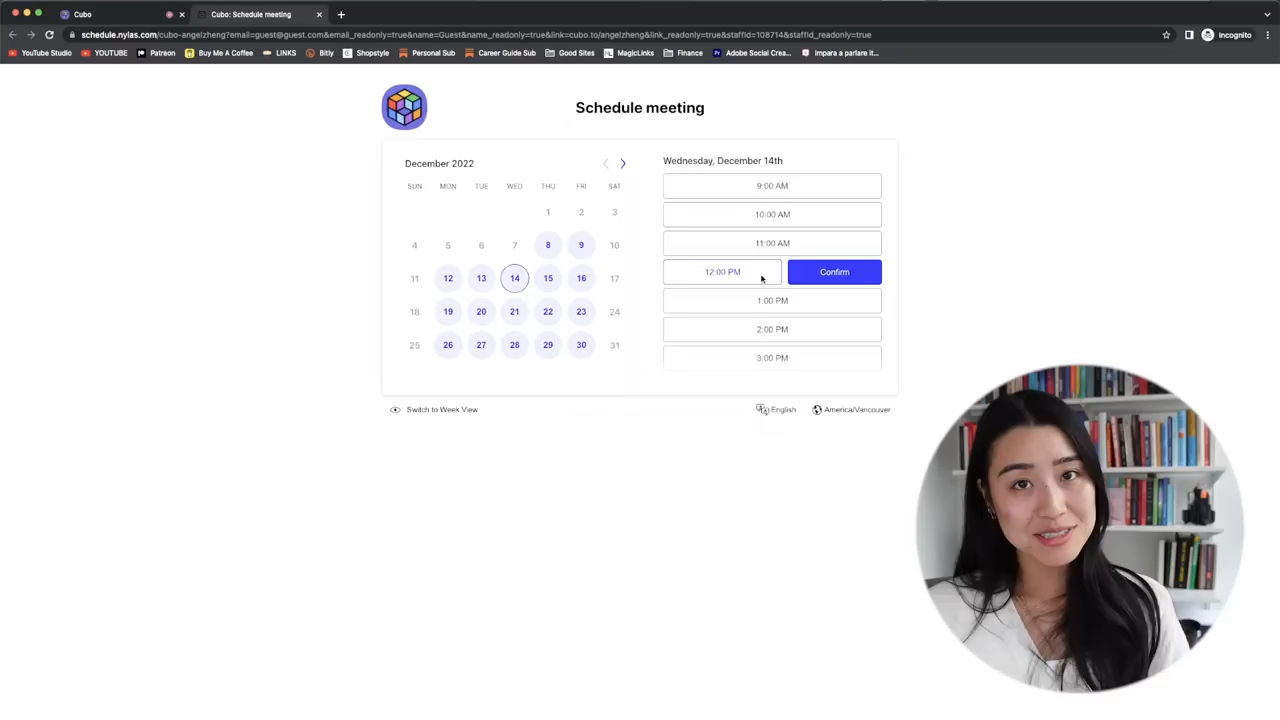 Cubo
Cubo: Schedule meeting
schedule.nylas.com/cubo-angelzheng?email=guest@guest.com&email_readonly=true&name=Guest&name_readonly=true&link=cubo.to/angelzheng&link_readonly=true&staffId=108714&staffId_readonly=true
Incognito
YouTube Studio YOUTUBE Patreon Buy Me A Coffee LINKS Bitly Shopstyle Personal Sub Career Guide Sub Good Sites MagicLinks Finance Adobe Social Crea... Impara a parlare it...
Schedule meeting
December 2022
SUN MON TUE WED THU FRI SAT
1 2 3
4 5 6 7 8 9 10
11 12 13 14 15 16 17
18 19 20 21 22 23 24
25 26 27 28 29 30 31
Wednesday, December 14th
9:00 AM
10:00 AM
11:00 AM
12:00 PM Confirm
1:00 PM
2:00 PM
3:00 PM
Switch to Week View
English America/Vancouver